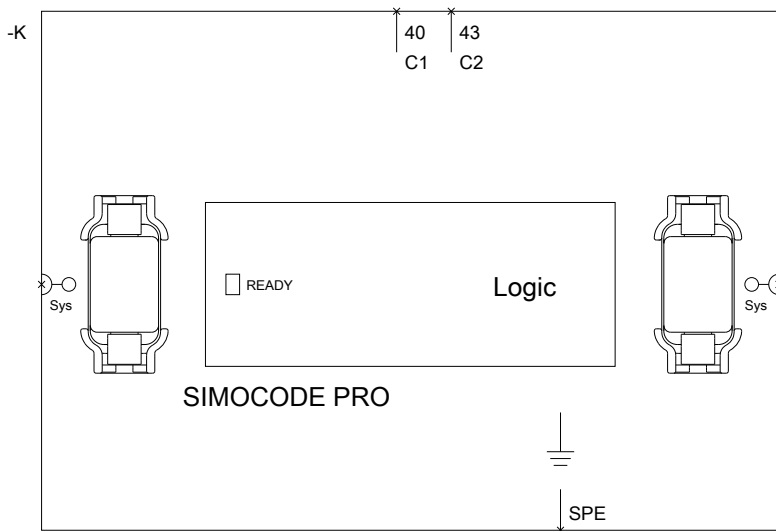 -K
40 43
C1 C2
READY
Logic
Sys
Sys
SIMOCODE PRO
SPE